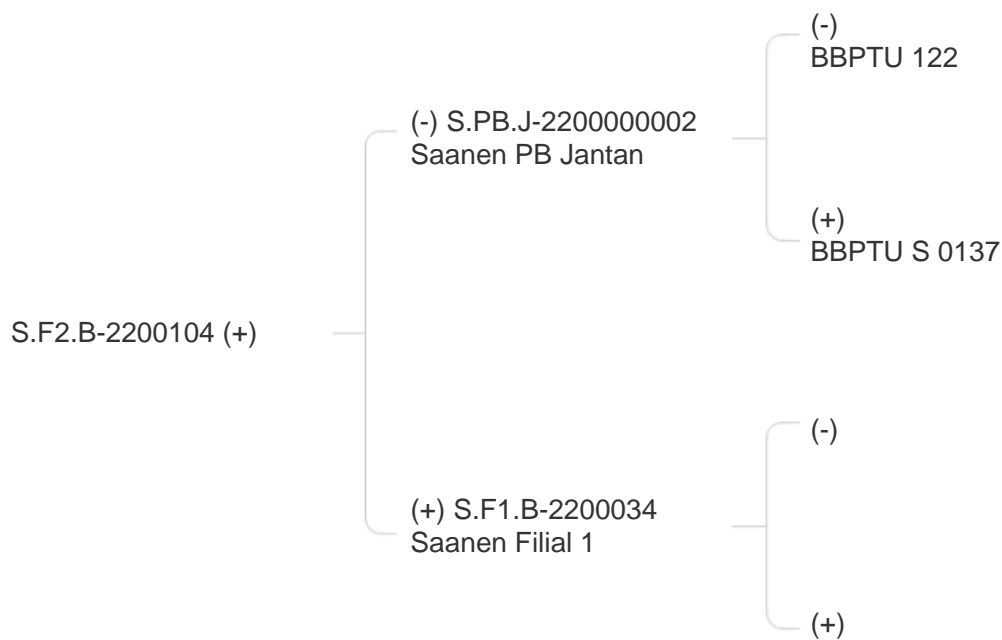 (-)
BBPTU 122
(-) S.PB.J-2200000002
Saanen PB Jantan
(+)
BBPTU S 0137
S.F2.B-2200104 (+)
(-)
(+) S.F1.B-2200034
Saanen Filial 1
(+)